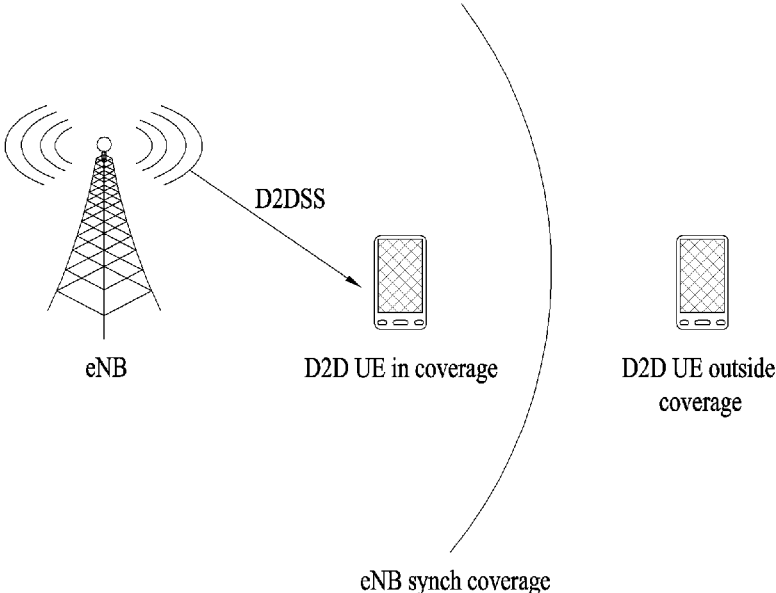 D2DSS
eNB
D2D UE in coverage
D2D UE outside
coverage
eNB synch coverage